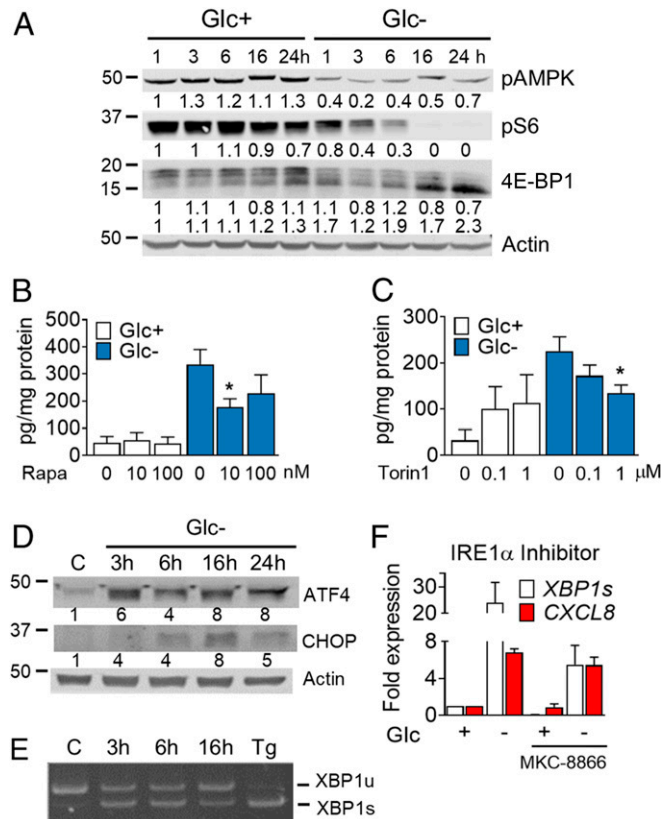 A
Glc+ Glc-
1 3 6 16 24h 1 3 6 16 24 h
50 pAMPK
1 1.3 1.2 1.1 1.3 0.4 0.2 0.4 0.5 0.7
37 pS6
1 1 1.1 0.9 0.7 0.8 0.4 0.3 0 0
20
15 4E-BP1
1 1.1 1 0.8 1.1 1.1 0.8 1.2 0.8 0.7
1 1.1 1.1 1.2 1.3 1.7 1.2 1.9 1.7 2.3
50 Actin
B
pg/mg protein
500
400
300
200
100
0
Glc+
Glc-
*
Rapa 0 10 100 0 10 100 nM
C
pg/mg protein
300
200
100
0
Glc+
Glc-
*
Torin1 0 0.1 1 0 0.1 1 μM
D
Glc-
C 3h 6h 16h 24h
50 ATF4
1 6 4 8 8
37 CHOP
1 4 4 8 5
Actin
E
C 3h 6h 16h Tg
XBP1u
XBP1s
F
IRE1α Inhibitor
Fold expression
30
20
8
4
0
XBP1s
CXCL8
Glc + - + -
MKC-8866